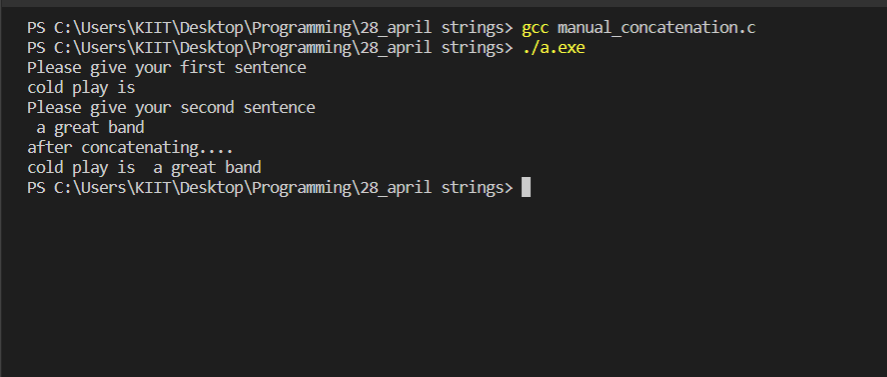 PS C:\Users\KIIT\Desktop\Programming\28_april strings> gcc manual_concatenation.c
PS C:\Users\KIIT\Desktop\Programming\28_april strings> ./a.exe
Please give your first sentence
cold play is
Please give your second sentence
 a great band
after concatenating....
cold play is  a great band
PS C:\Users\KIIT\Desktop\Programming\28_april strings>